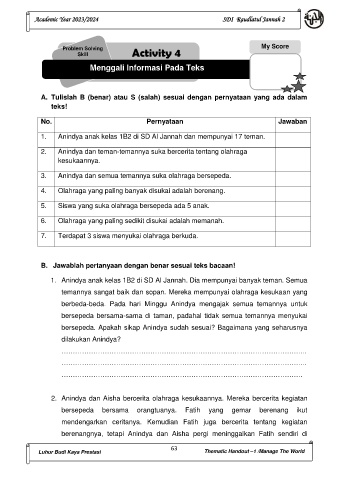 Academic Year 2023/2024
SDI Raudlatul Jannah 2
Problem Solving
Skill
Activity 4
My Score
Menggali Informasi Pada Teks
A. Tulislah B (benar) atau S (salah) sesuai dengan pernyataan yang ada dalam
teks!
No. Pernyataan Jawaban
1. Anindya anak kelas 1B2 di SD Al Jannah dan mempunyai 17 teman.
2. Anindya dan teman-temannya suka bercerita tentang olahraga
kesukaannya.
3. Anindya dan semua temannya suka olahraga bersepeda.
4. Olahraga yang paling banyak disukai adalah berenang.
5. Siswa yang suka olahraga bersepeda ada 5 anak.
6. Olahraga yang paling sedikit disukai adalah memanah.
7. Terdapat 3 siswa menyukai olahraga berkuda.
B. Jawablah pertanyaan dengan benar sesuai teks bacaan!
1. Anindya anak kelas 1B2 di SD Al Jannah. Dia mempunyai banyak teman. Semua
temannya sangat baik dan sopan. Mereka mempunyai olahraga kesukaan yang
berbeda-beda. Pada hari Minggu Anindya mengajak semua temannya untuk
bersepeda bersama-sama di taman, padahal tidak semua temannya menyukai
bersepeda. Apakah sikap Anindya sudah sesuai? Bagaimana yang seharusnya
dilakukan Anindya?
2. Anindya dan Aisha bercerita olahraga kesukaannya. Mereka bercerita kegiatan
bersepeda bersama orangtuanya. Fatih yang gemar berenang ikut
mendengarkan ceritanya. Kemudian Fatih juga bercerita tentang kegiatan
berenangnya, tetapi Anindya dan Aisha pergi meninggalkan Fatih sendiri di
Luhur Budi Kaya Prestasi
63
Thematic Handout –1 /Manage The World